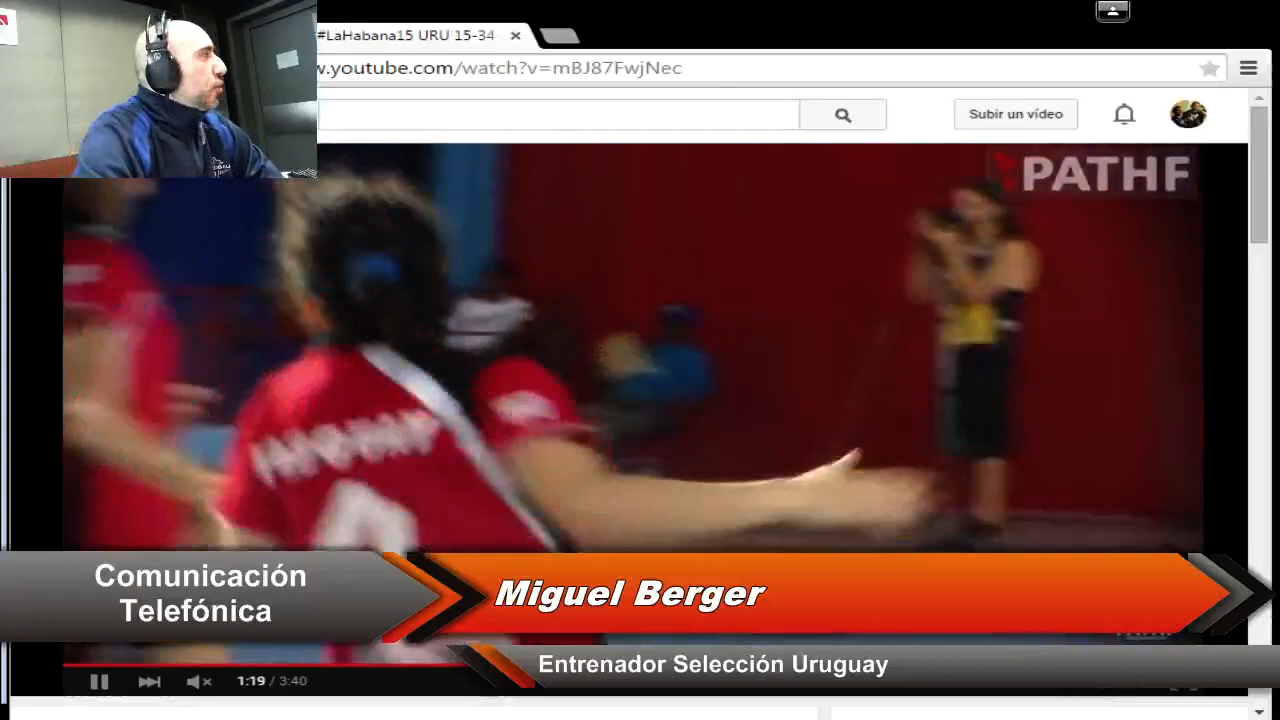 #LaHabana15 URU 15-34
w.youtube.com/watch?v=mBJ87FwjNec
Subir un vídeo
PATHF
Comunicación
Telefónica
Miguel Berger
Entrenador Selección Uruguay
1:19 / 3:40